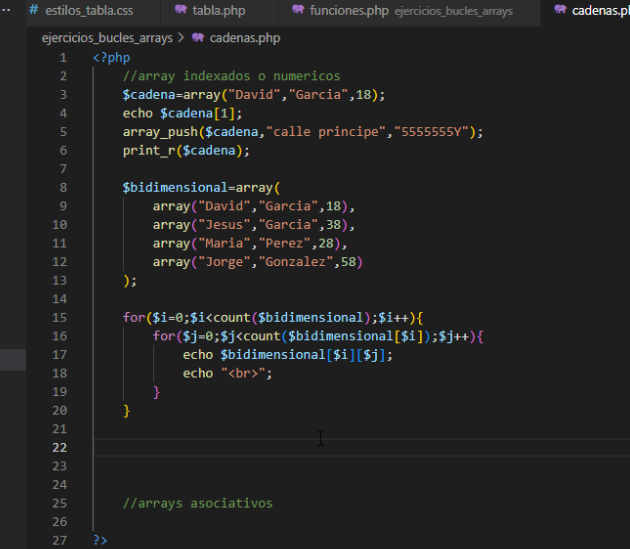 # estilos_tabla.css tabla.php funciones.php ejercicios_bucles_arrays
ejercicios_bucles_arrays > cadenas.php
1 <?php
2 //array indexados o numericos
3 $cadena=array("David","Garcia",18);
4 echo $cadena[1];
5 array_push($cadena,"calle principe","5555555Y");
6 print_r($cadena);
7
8 $bidimensional=array(
9 array("David","Garcia",18),
10 array("Jesus","Garcia",38),
11 array("Maria","Perez",28),
12 array("Jorge","Gonzalez",58)
13 );
14
15 for($i=0;$i<count($bidimensional);$i++){
16 for($j=0;$j<count($bidimensional[$i]);$j++){
17 echo $bidimensional[$i][$j];
18 echo "<br>";
19 }
20 }
21
22
23
24
25 //arrays asociativos
26
27 ?>